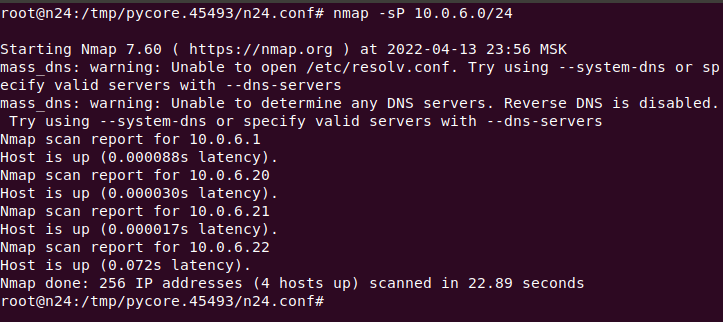 root@n24:/tmp/pycore.45493/n24.conf# nmap -sP 10.0.6.0/24
Starting Nmap 7.60 ( https://nmap.org ) at 2022-04-13 23:56 MSK
mass_dns: warning: Unable to open /etc/resolv.conf. Try using --system-dns or sp
ecify valid servers with --dns-servers
mass_dns: warning: Unable to determine any DNS servers. Reverse DNS is disabled.
 Try using --system-dns or specify valid servers with --dns-servers
Nmap scan report for 10.0.6.1
Host is up (0.000088s latency).
Nmap scan report for 10.0.6.20
Host is up (0.000030s latency).
Nmap scan report for 10.0.6.21
Host is up (0.000017s latency).
Nmap scan report for 10.0.6.22
Host is up (0.072s latency).
Nmap done: 256 IP addresses (4 hosts up) scanned in 22.89 seconds
root@n24:/tmp/pycore.45493/n24.conf#